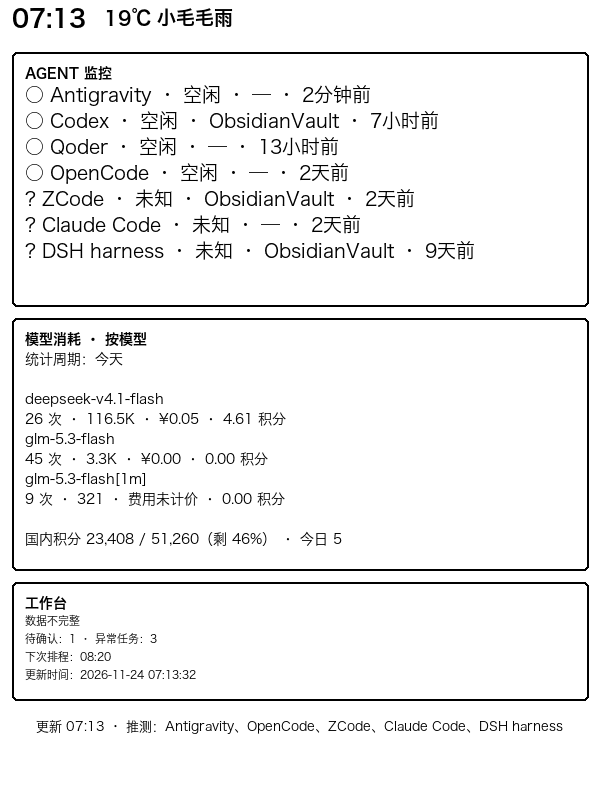 07:13 19℃ 小毛毛雨
AGENT 监控
○ Antigravity · 空闲 · — · 2分钟前
○ Codex · 空闲 · ObsidianVault · 7小时前
○ Qoder · 空闲 · — · 13小时前
○ OpenCode · 空闲 · — · 2天前
? ZCode · 未知 · ObsidianVault · 2天前
? Claude Code · 未知 · — · 2天前
? DSH harness · 未知 · ObsidianVault · 9天前
模型消耗 · 按模型
统计周期：今天
deepseek-v4.1-flash
26 次 · 116.5K · ¥0.05 · 4.61 积分
glm-5.3-flash
45 次 · 3.3K · ¥0.00 · 0.00 积分
glm-5.3-flash[1m]
9 次 · 321 · 费用未计价 · 0.00 积分
国内积分 23,408 / 51,260（剩 46%） · 今日 5
工作台
数据不完整
待确认：1 · 异常任务：3
下次排程：08:20
更新时间：2026-11-24 07:13:32
更新 07:13 · 推测：Antigravity、OpenCode、ZCode、Claude Code、DSH harness